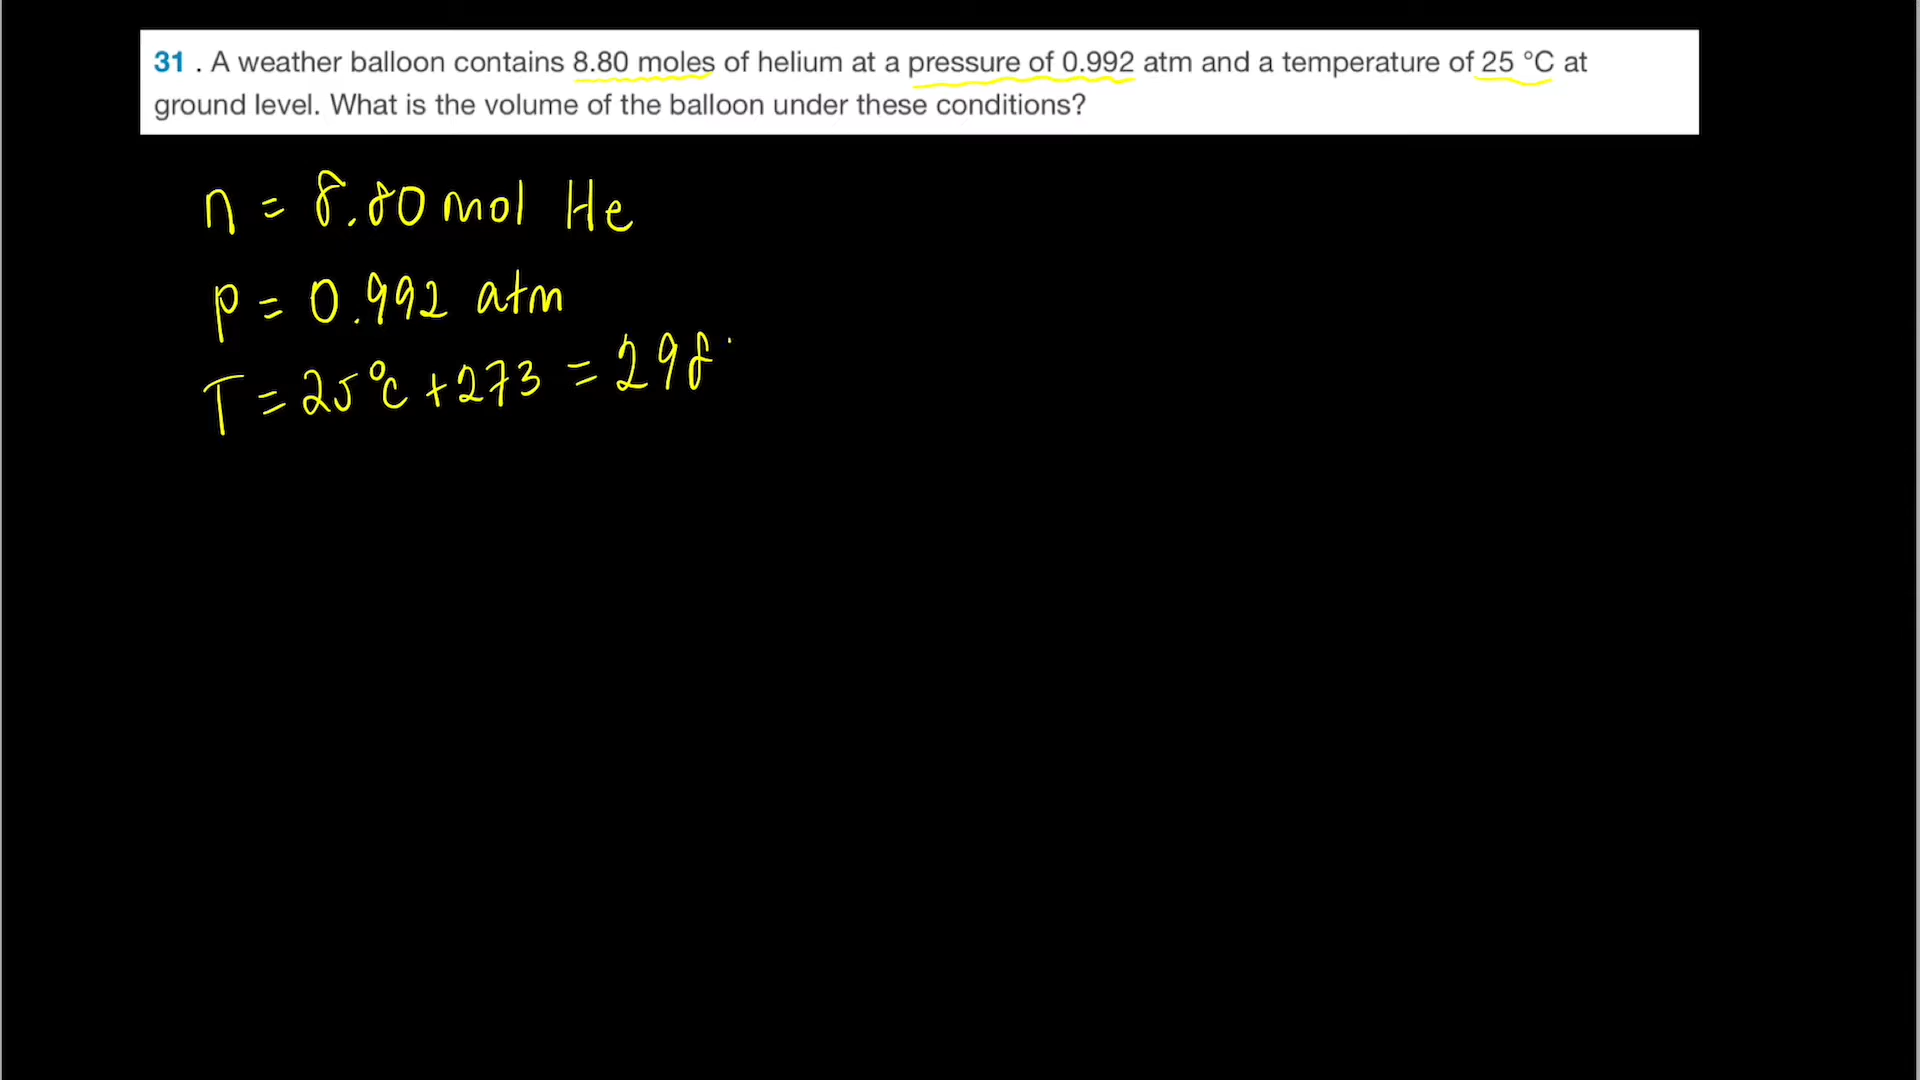 31 . A weather balloon contains 8.80 moles of helium at a pressure of 0.992 atm and a temperature of 25 °C at
ground level. What is the volume of the balloon under these conditions?
n = 8.80 mol He
P = 0.992 atm
T = 25°C + 273 = 298